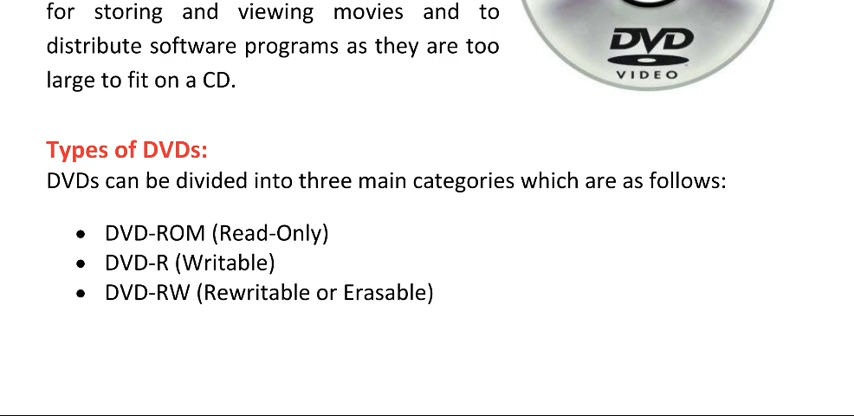 for storing and viewing movies and to
distribute software programs as they are too
large to fit on a CD.
DVD
VIDEO
Types of DVDs:
DVDs can be divided into three main categories which are as follows:
• DVD-ROM (Read-Only)
• DVD-R (Writable)
• DVD-RW (Rewritable or Erasable)